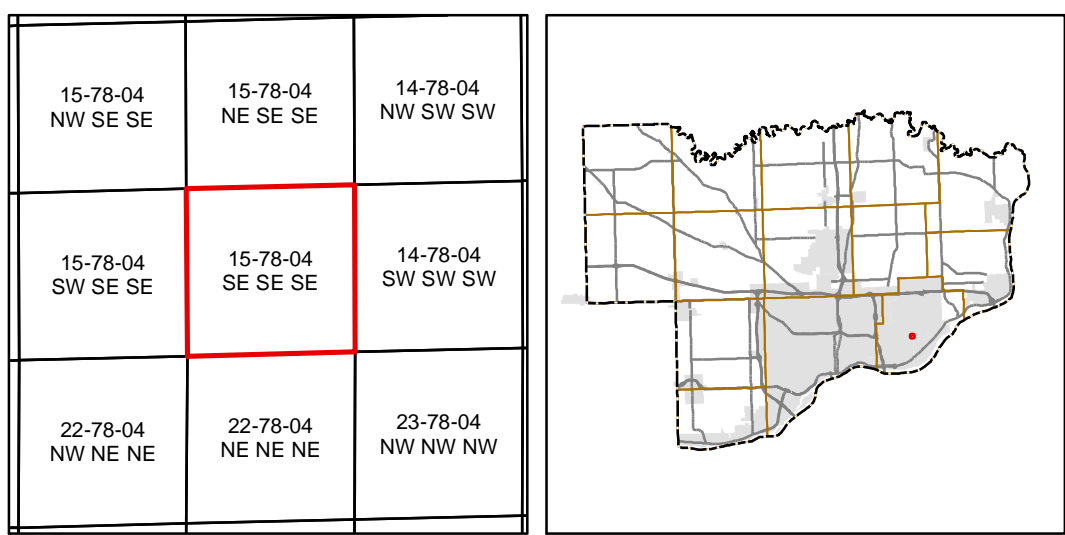 15-78-04
NW SE SE
15-78-04
NE SE SE
14-78-04
NW SW SW
15-78-04
SW SE SE
15-78-04
SE SE SE
14-78-04
SW SW SW
22-78-04
NW NE NE
22-78-04
NE NE NE
23-78-04
NW NW NW